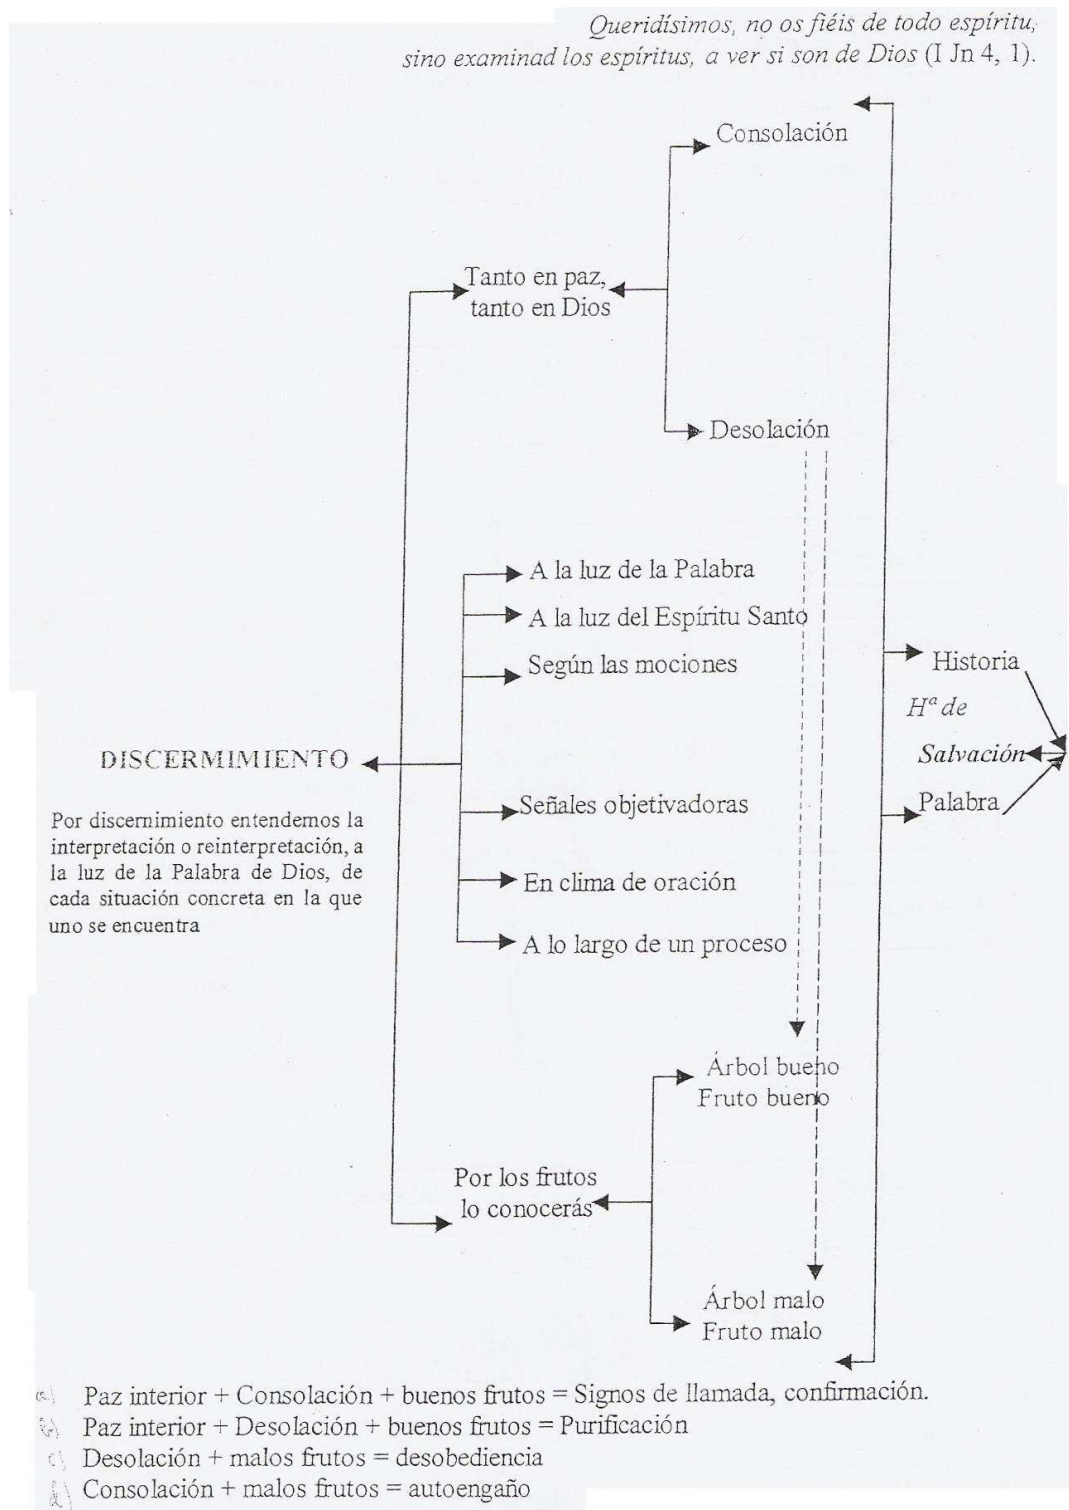 Queridísimos, no os fiéis de todo espíritu,
sino examinad los espíritus, a ver si son de Dios (I Jn 4, 1).
Consolación
Tanto en paz,
tanto en Dios
Desolación
A la luz de la Palabra
A la luz del Espíritu Santo
Según las mociones
Historia
Hª de
Salvación
Palabra
DISCERMIMIENTO
Por discernimiento entendemos la
interpretación o reinterpretación, a
la luz de la Palabra de Dios, de
cada situación concreta en la que
uno se encuentra
Señales objetivadoras
En clima de oración
A lo largo de un proceso
Árbol bueno
Fruto bueno
Por los frutos
lo conocerás
Árbol malo
Fruto malo
a) Paz interior + Consolación + buenos frutos = Signos de llamada, confirmación.
b) Paz interior + Desolación + buenos frutos = Purificación
c) Desolación + malos frutos = desobediencia
d) Consolación + malos frutos = autoengaño